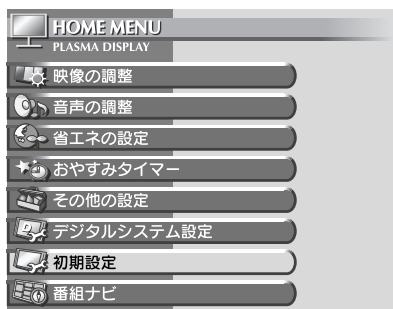 HOME MENU
PLASMA DISPLAY
映像の調整
音声の調整
省エネの設定
おやすみタイマー
その他の設定
デジタルシステム設定
初期設定
番組ナビ